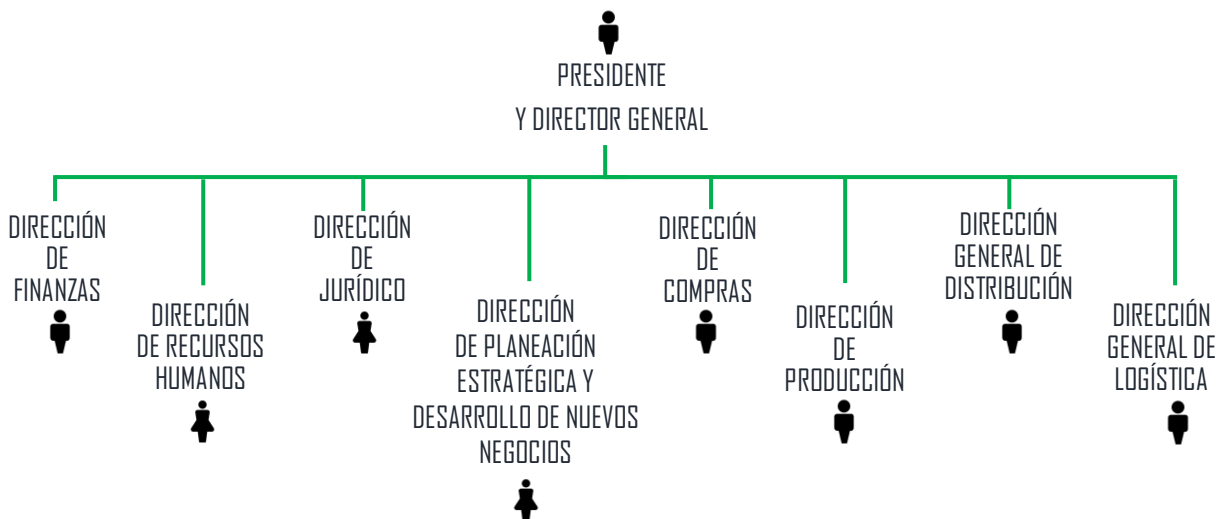 PRESIDENTE
Y DIRECTOR GENERAL
DIRECCIÓN
DE
FINANZAS
DIRECCIÓN
DE RECURSOS
HUMANOS
DIRECCIÓN
DE
JURÍDICO
DIRECCIÓN
DE PLANEACIÓN
ESTRATÉGICA Y
DESARROLLO DE NUEVOS
NEGOCIOS
DIRECCIÓN
DE
COMPRAS
DIRECCIÓN
DE
PRODUCCIÓN
DIRECCIÓN
GENERAL DE
DISTRIBUCIÓN
DIRECCIÓN
GENERAL DE
LOGÍSTICA